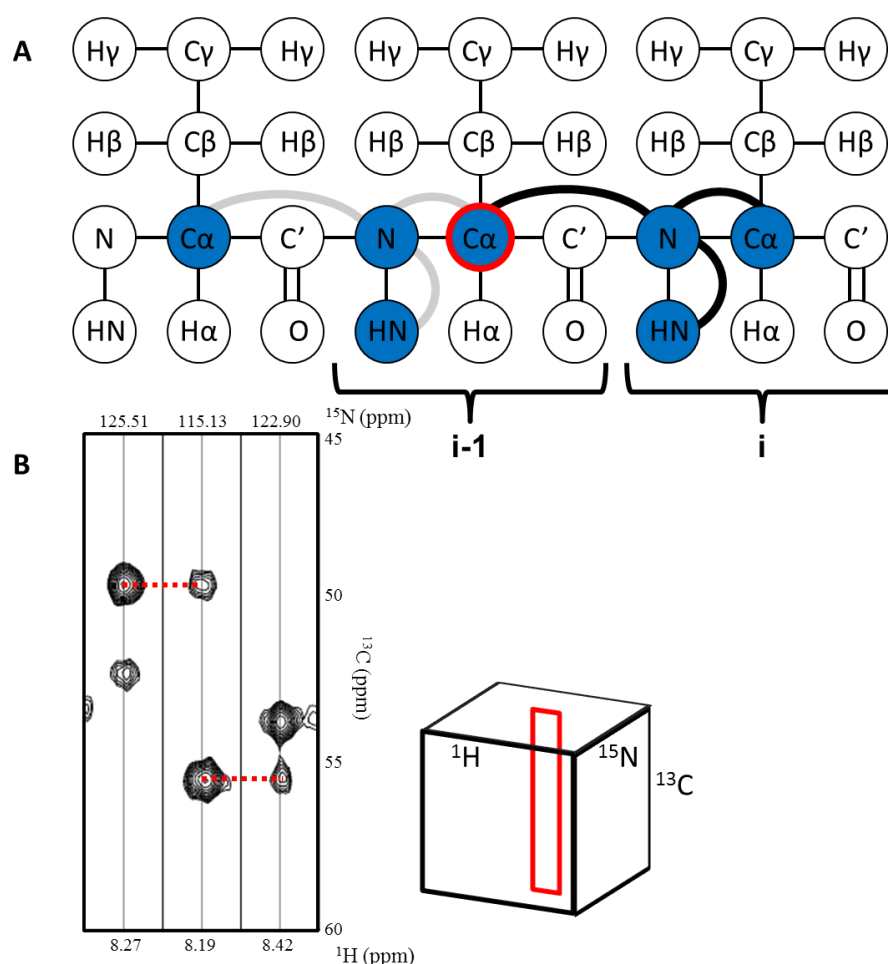 A
Hγ Cγ Hγ Hγ Cγ Hγ Hγ Cγ Hγ
Hβ Cβ Hβ Hβ Cβ Hβ Hβ Cβ Hβ
N Cα C’ N Cα C’ N Cα C’
HN Hα O HN Hα O HN Hα O
i-1 i
B
125.51 115.13 122.90 ¹⁵N (ppm)
45
50
¹³C (ppm)
55
60
8.27 8.19 8.42 ¹H (ppm)
¹H ¹⁵N ¹³C